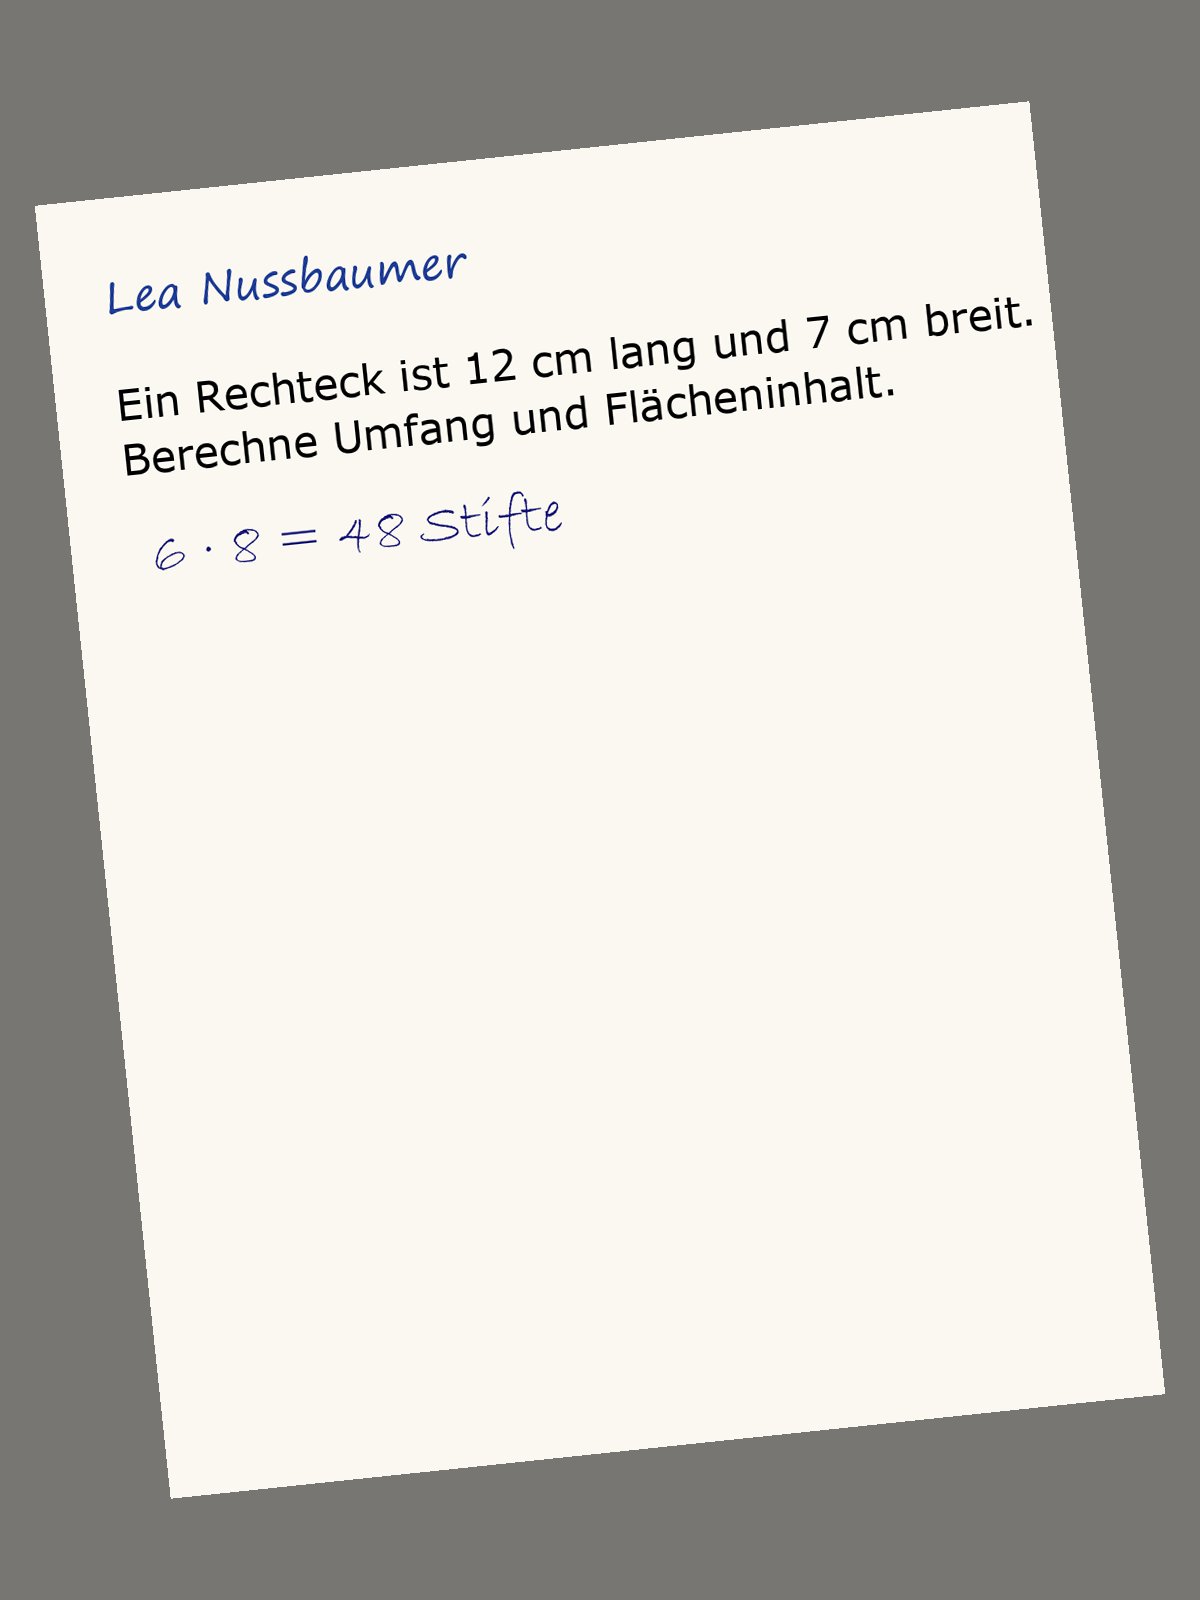 Lea Nussbaumer
Ein Rechteck ist 12 cm lang und 7 cm breit.
Berechne Umfang und Flächeninhalt.
6 · 8 = 48 Stifte